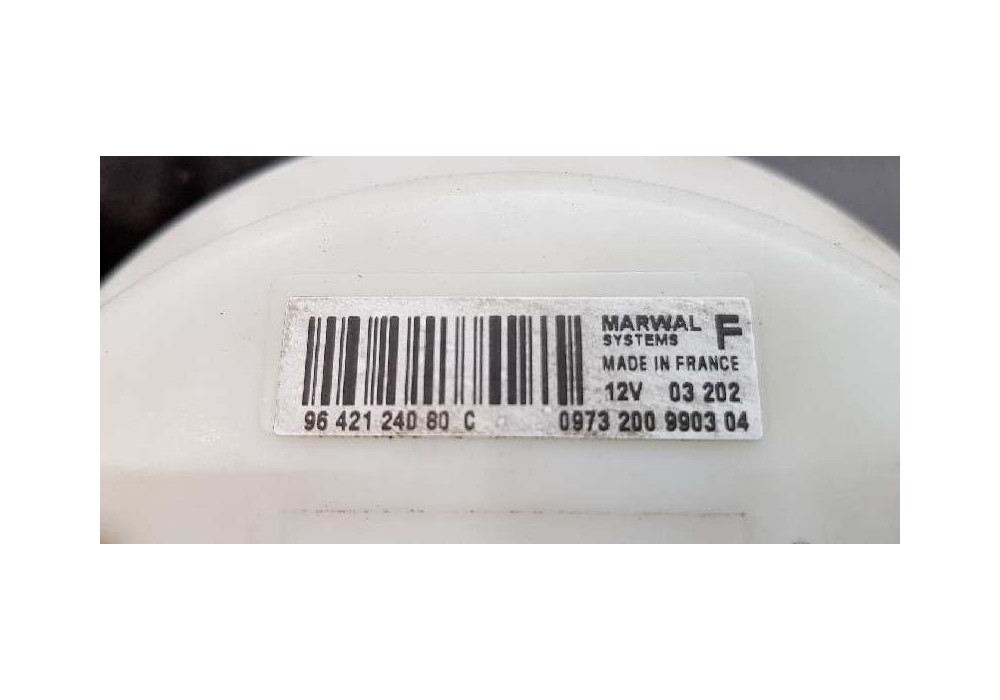 MARWAL F
SYSTEMS
MADE IN FRANCE
12V 03 202
96 421 240 80 C 0973 200 9903 04